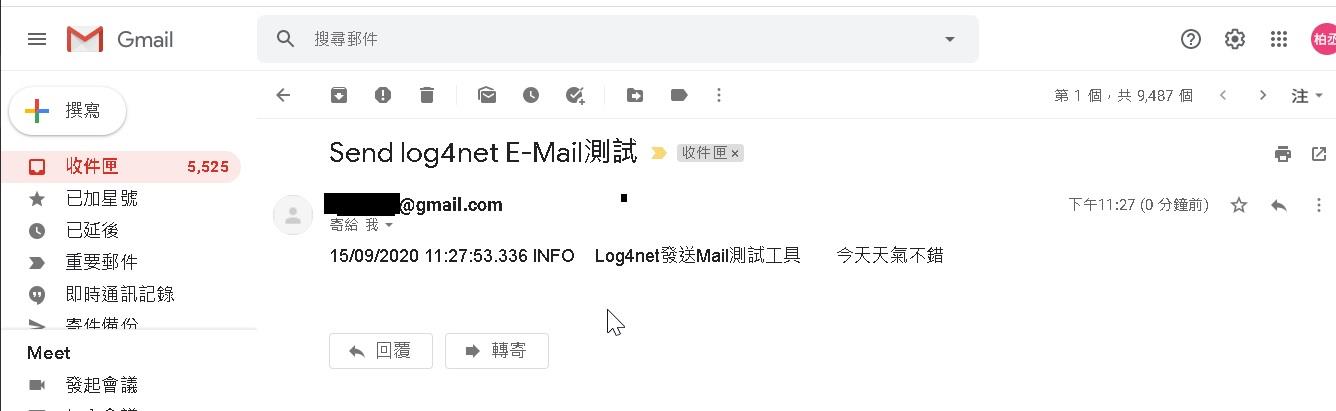 Gmail
搜尋郵件
柏丞
撰寫
第 1 個，共 9,487 個
注
收件匣 5,525
已加星號
已延後
重要郵件
即時通訊記錄
寄件備份
Meet
發起會議
Send log4net E-Mail測試 收件匣 ×
@gmail.com
下午11:27 (0 分鐘前)
寄給 我
15/09/2020 11:27:53.336 INFO Log4net發送Mail測試工具 今天天氣不錯
回覆
轉寄